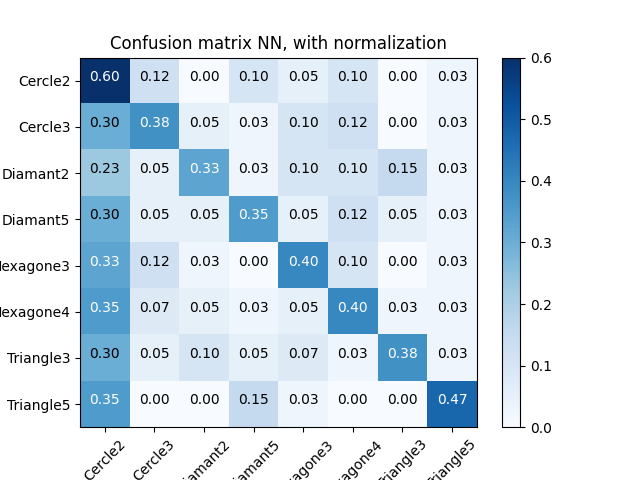 Confusion matrix NN, with normalization
Cercle2 0.60 0.12 0.00 0.10 0.05 0.10 0.00 0.03
Cercle3 0.30 0.38 0.05 0.03 0.10 0.12 0.00 0.03
Diamant2 0.23 0.05 0.33 0.03 0.10 0.10 0.15 0.03
Diamant5 0.30 0.05 0.05 0.35 0.05 0.12 0.05 0.03
exagone3 0.33 0.12 0.03 0.00 0.40 0.10 0.00 0.03
exagone4 0.35 0.07 0.05 0.03 0.05 0.40 0.03 0.03
Triangle3 0.30 0.05 0.10 0.05 0.07 0.03 0.38 0.03
Triangle5 0.35 0.00 0.00 0.15 0.03 0.00 0.00 0.47
Cercle2 Cercle3 amant2 amant5 agone3 agone4 riangle3 riangle5
0.6
0.5
0.4
0.3
0.2
0.1
0.0